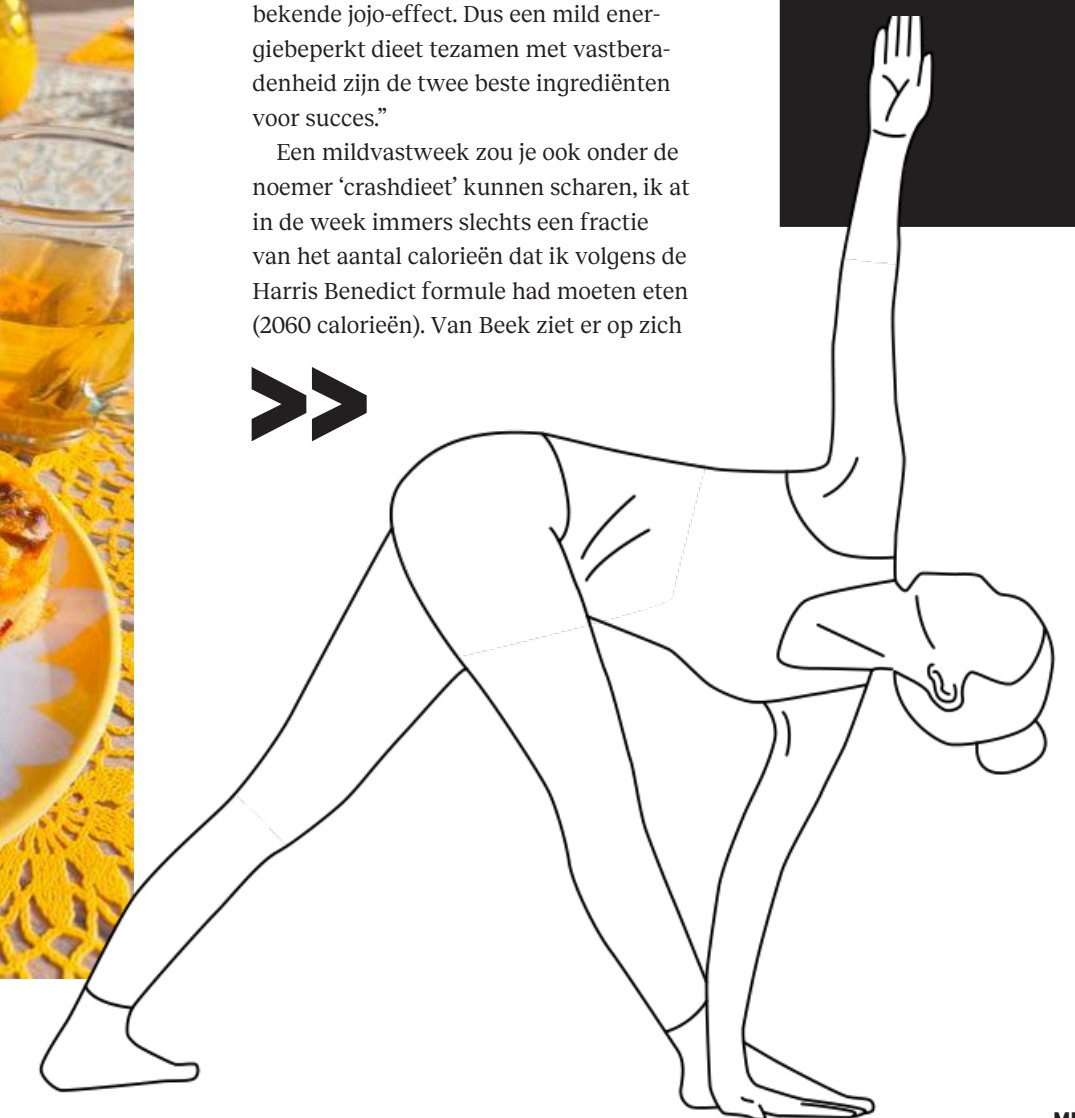 bekende jojo-effect. Dus een mild ener-
giebeperkt dieet tezamen met vastbera-
denheid zijn de twee beste ingrediënten
voor succes.”
Een mildvastweek zou je ook onder de
noemer ‘crashdieet’ kunnen scharen, ik at
in de week immers slechts een fractie
van het aantal calorieën dat ik volgens de
Harris Benedict formule had moeten eten
(2060 calorieën). Van Beek ziet er op zich
>>